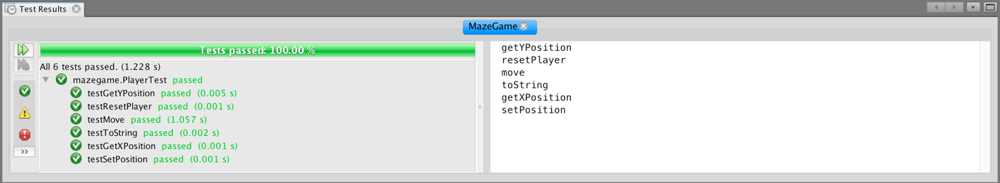 Test Results
MazeGame
Tests passed: 100.00 %
All 6 tests passed. (1.228 s)
mazegame.PlayerTest passed
testGetYPosition passed (0.005 s)
testResetPlayer passed (0.001 s)
testMove passed (1.057 s)
testToString passed (0.002 s)
testGetXPosition passed (0.001 s)
testSetPosition passed (0.001 s)
>>
getYPosition
resetPlayer
move
toString
getXPosition
setPosition